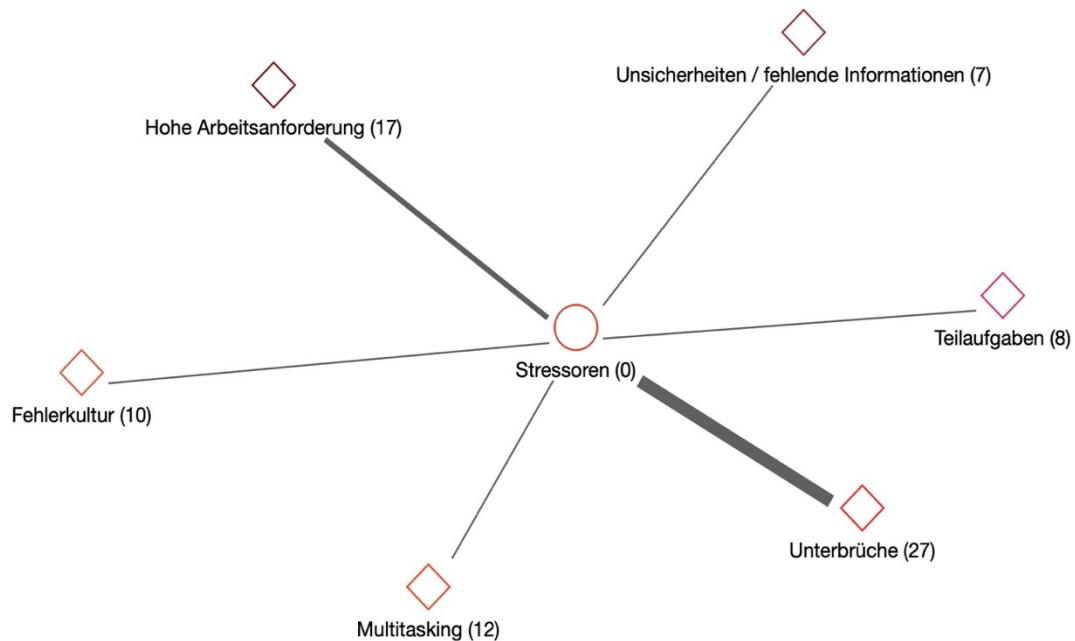 Unsicherheiten / fehlende Informationen (7)
Hohe Arbeitsanforderung (17)
Teilaufgaben (8)
Stressoren (0)
Fehlerkultur (10)
Unterbrüche (27)
Multitasking (12)